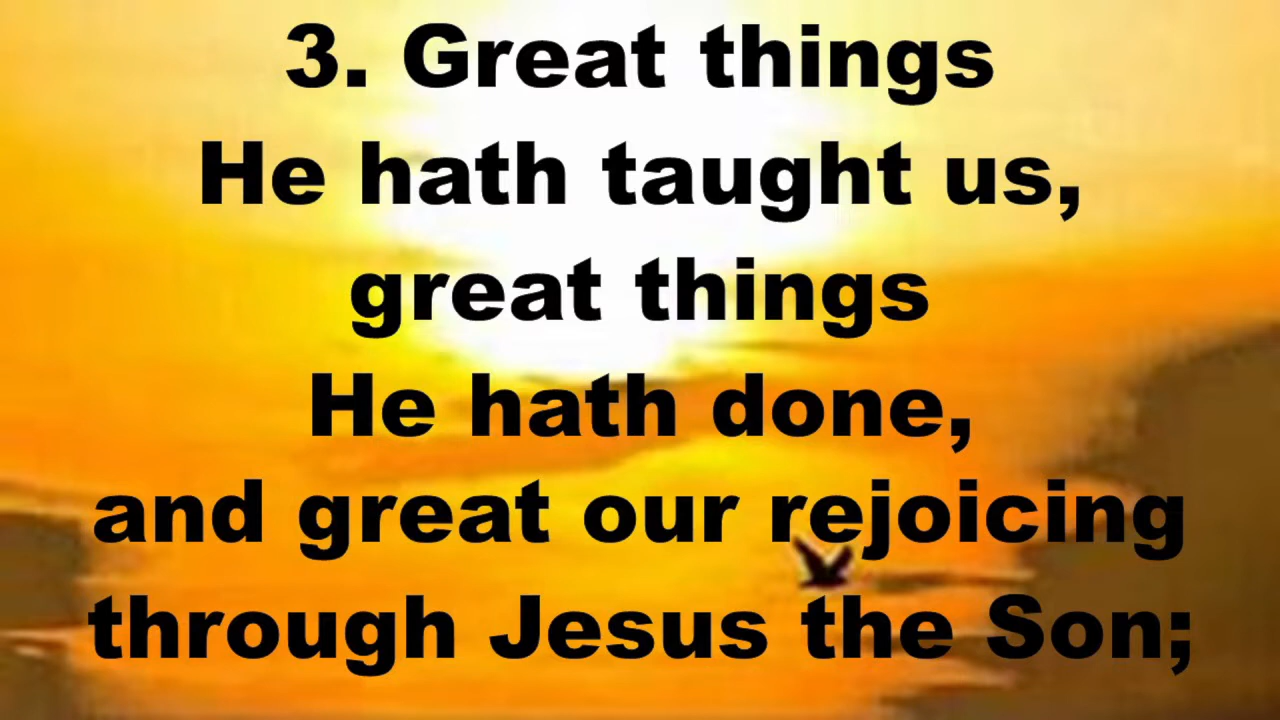 3. Great things
He hath taught us,
great things
He hath done,
and great our rejoicing
through Jesus the Son;